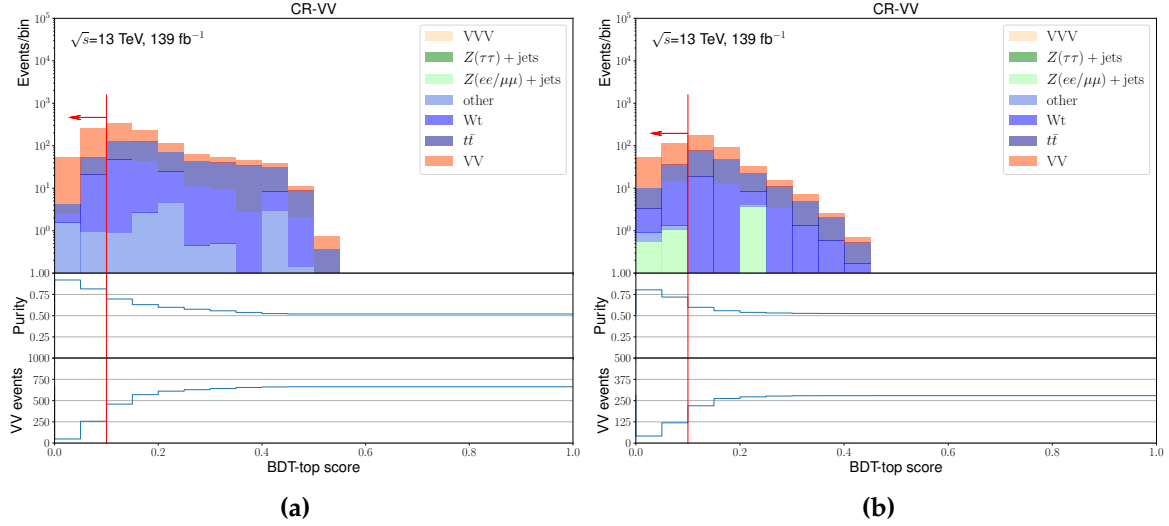 CR-VV
√s=13 TeV, 139 fb⁻¹
VVV
Z(ττ) + jets
Z(ee/μμ) + jets
other
Wt
tt̄
VV
Events/bin
10⁵
10⁴
10³
10²
10¹
10⁰
1.00
0.75
0.50
0.25
Purity
1000
750
500
250
0
VV events
0.0 0.2 0.4 0.6 0.8 1.0
BDT-top score
(a)
CR-VV
√s=13 TeV, 139 fb⁻¹
VVV
Z(ττ) + jets
Z(ee/μμ) + jets
other
Wt
tt̄
VV
Events/bin
10⁵
10⁴
10³
10²
10¹
10⁰
1.00
0.75
0.50
0.25
Purity
500
375
250
125
0
VV events
0.0 0.2 0.4 0.6 0.8 1.0
BDT-top score
(b)